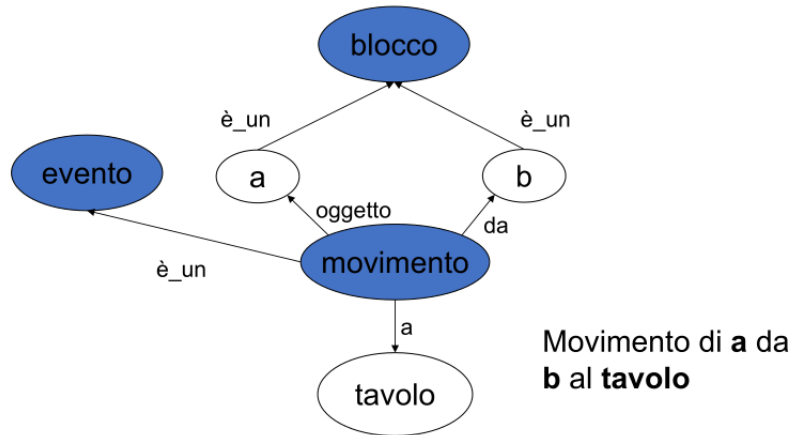 blocco
è_un
è_un
evento
a
b
oggetto
da
movimento
è_un
a
Movimento di a da
b al tavolo
tavolo